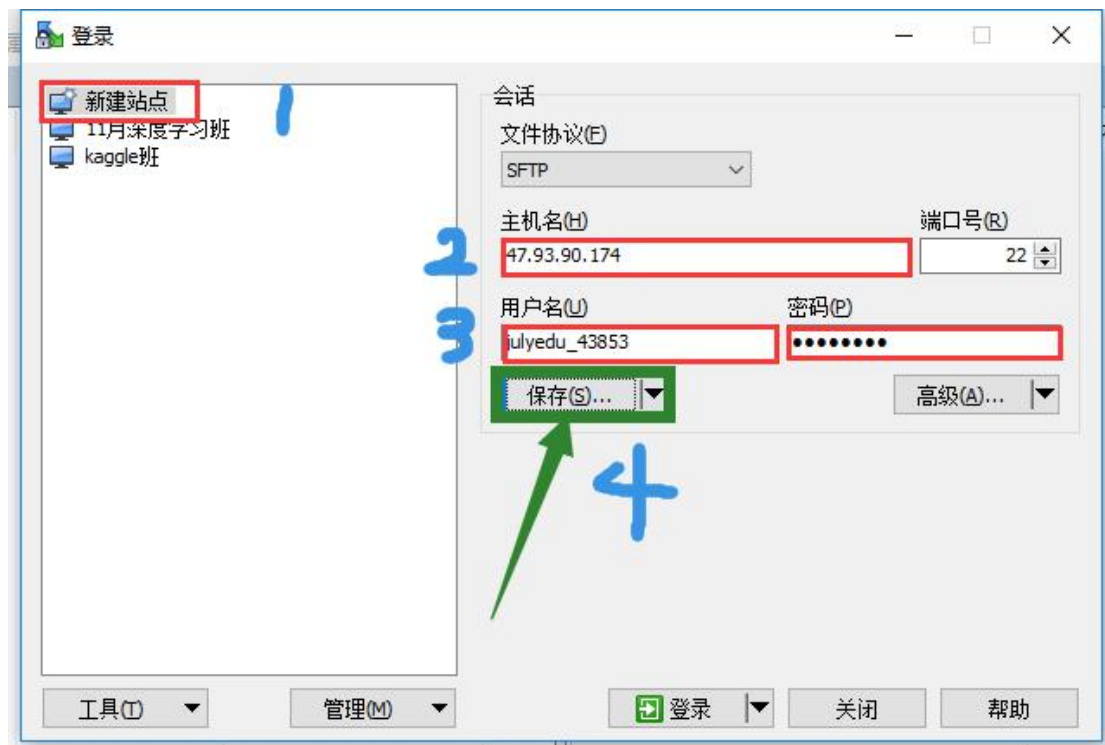 登录
新建站点
11月深度学习班
kaggle班
1
会话
文件协议(F)
SFTP
主机名(H)
端口号(R)
2
47.93.90.174
22
用户名(U)
密码(P)
3
julyedu_43853
••••••••
保存(S)...
高级(A)...
4
工具(T)
管理(M)
登录
关闭
帮助